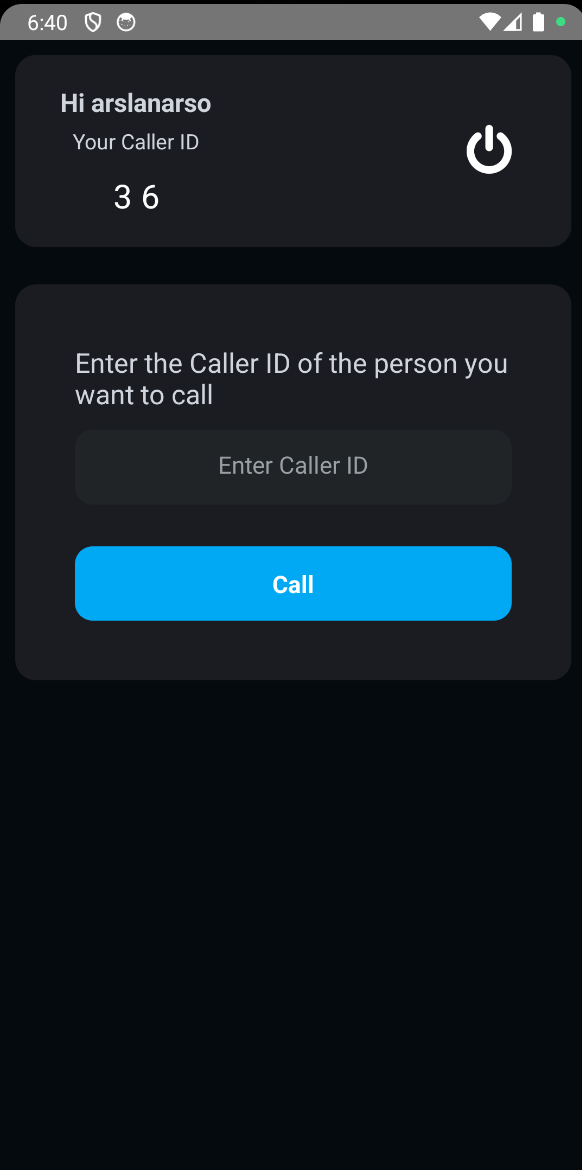 6:40
Hi arslanarso
Your Caller ID
3 6
Enter the Caller ID of the person you
want to call
Enter Caller ID
Call